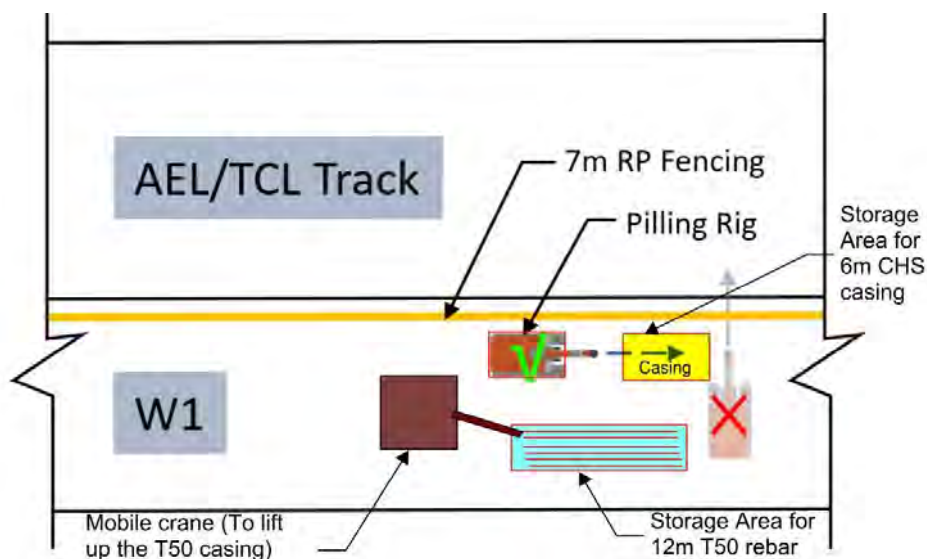 AEL/TCL Track
7m RP Fencing
Pilling Rig
Storage
Area for
6m CHS
casing
Casing
W1
Mobile crane (To lift
up the T50 casing)
Storage Area for
12m T50 rebar